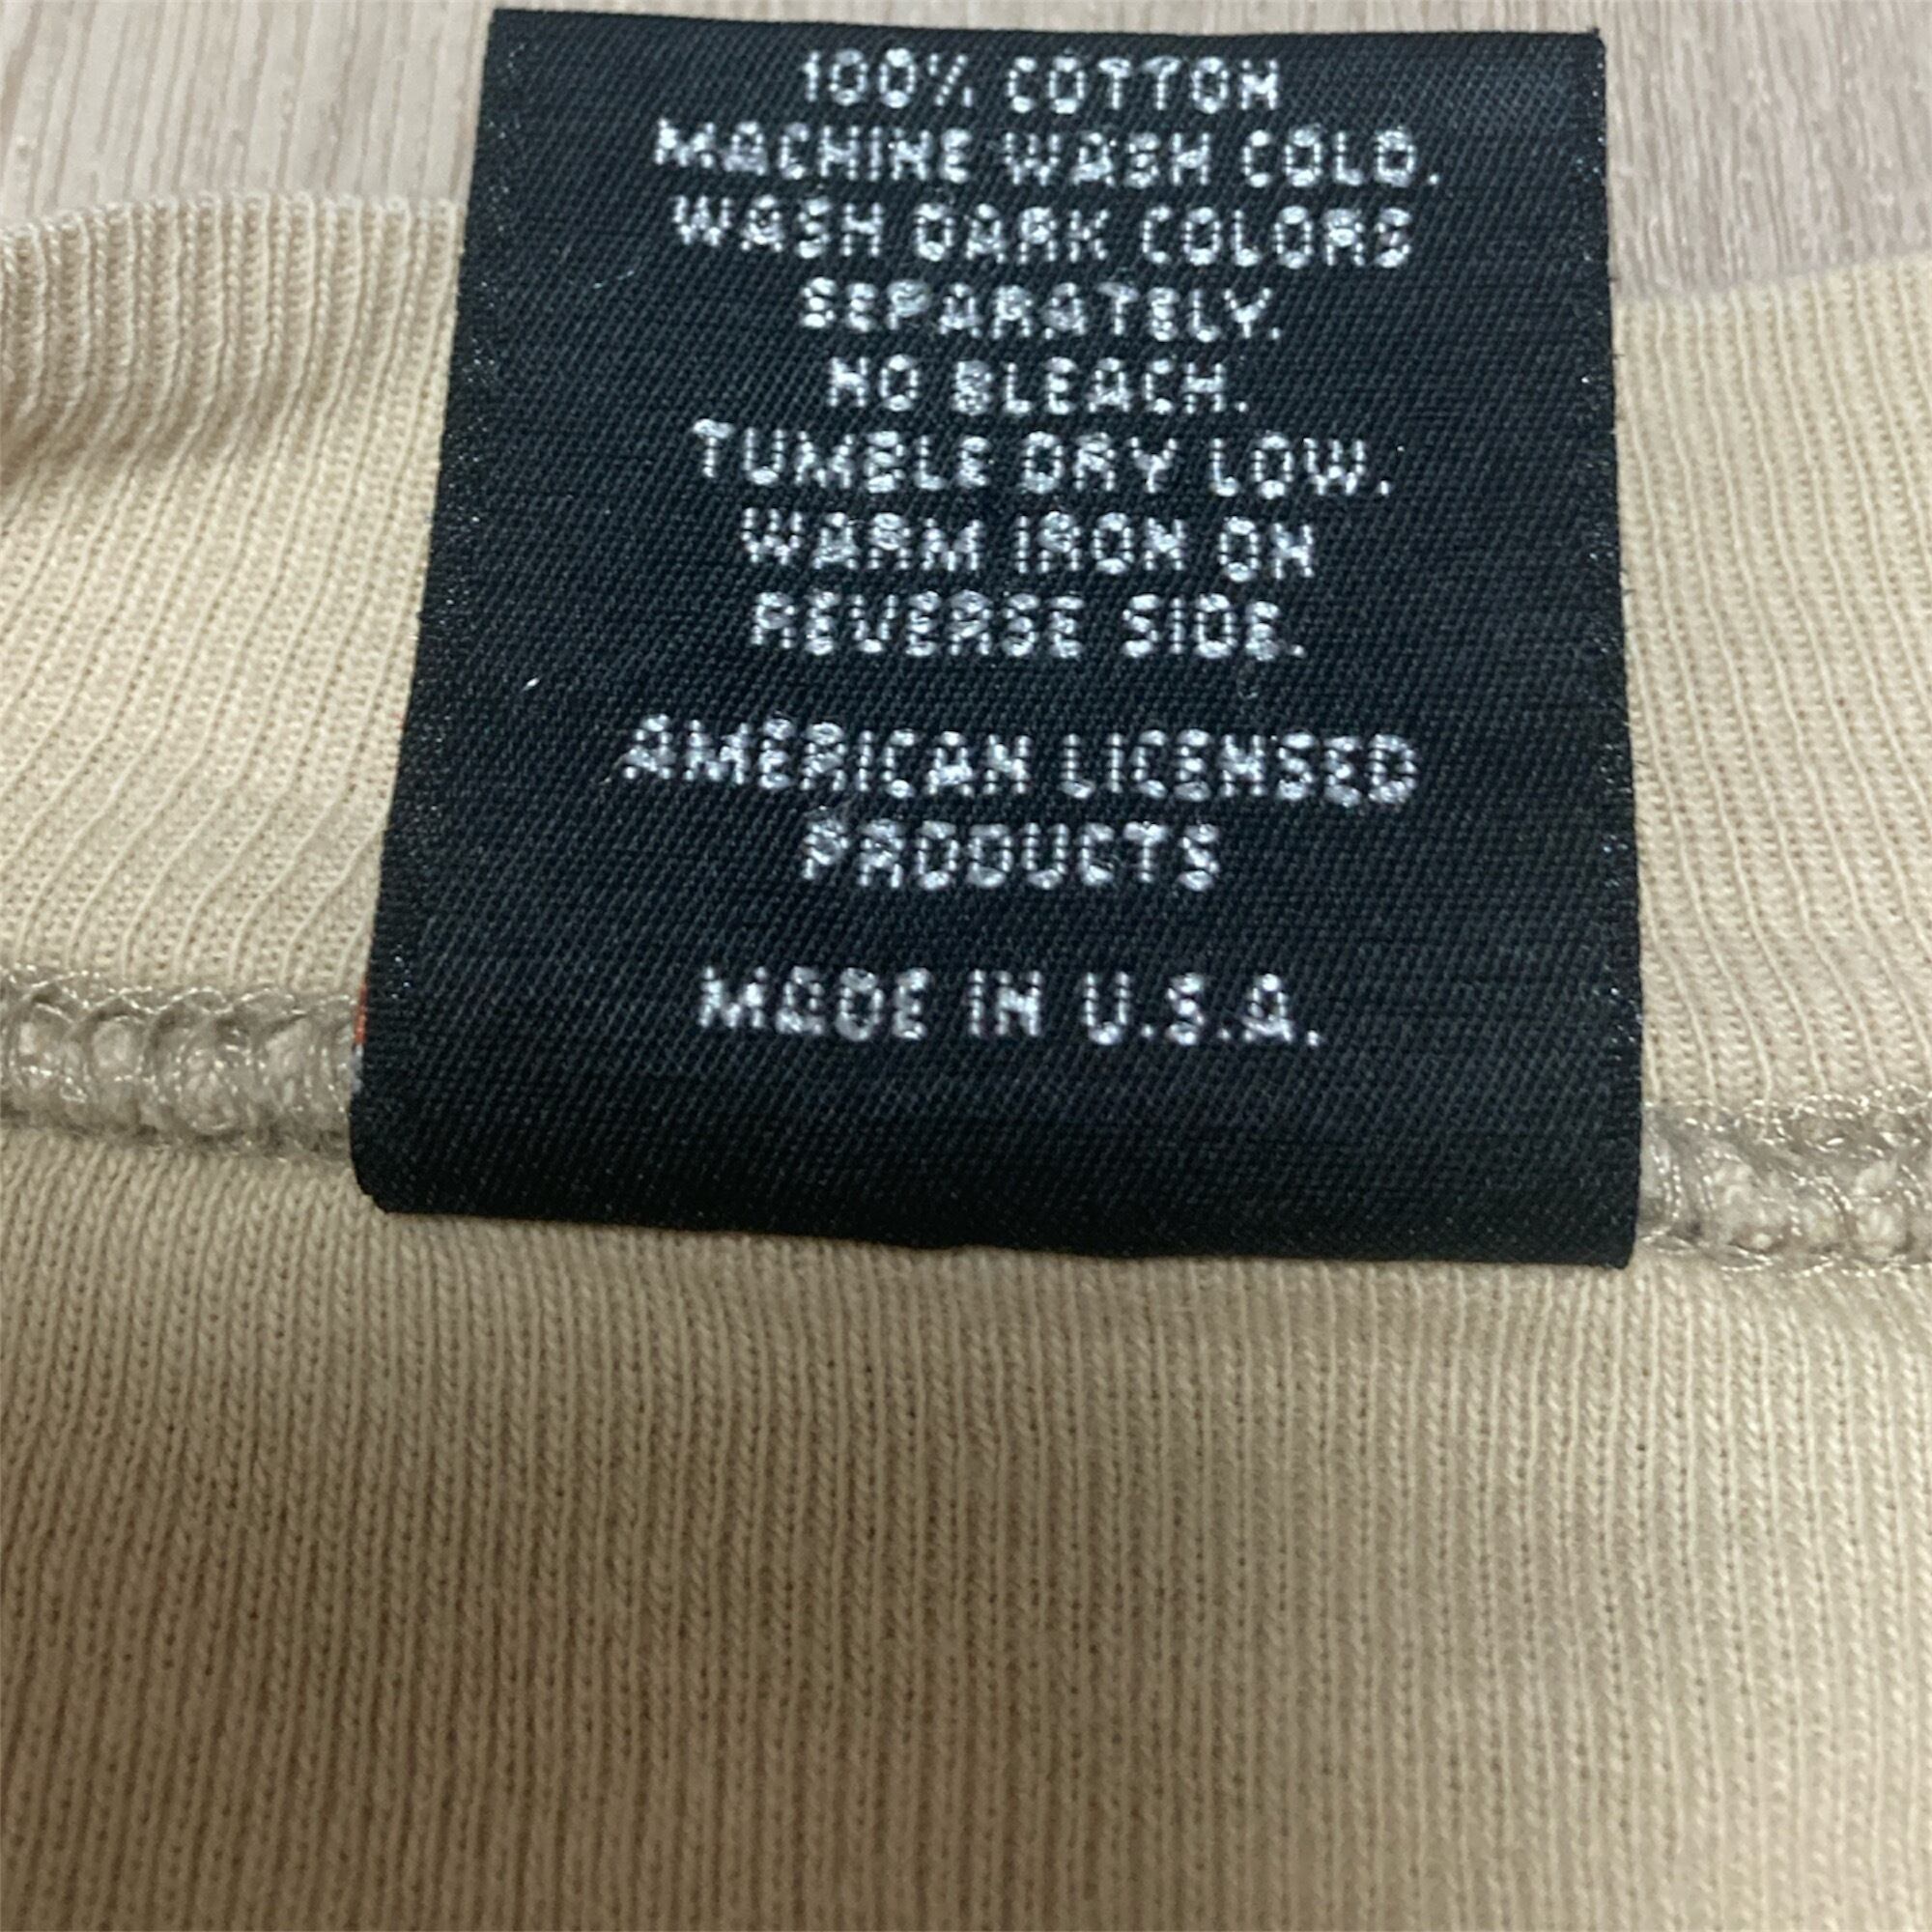 100% COTTON
MACHINE WASH COLD.
WASH DARK COLORS
SEPARATELY.
NO BLEACH.
TUMBLE DRY LOW.
WARM IRON ON
REVERSE SIDE.
AMERICAN LICENSED
PRODUCTS
MADE IN U.S.A.